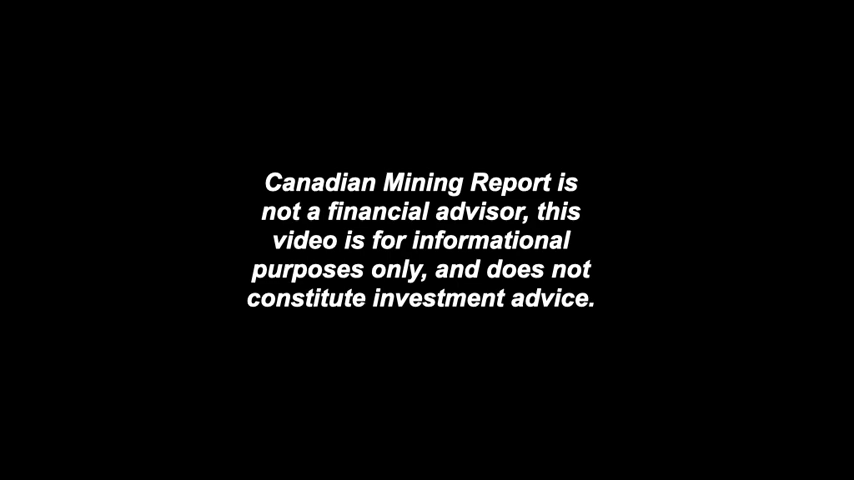 Canadian Mining Report is
not a financial advisor, this
video is for informational
purposes only, and does not
constitute investment advice.